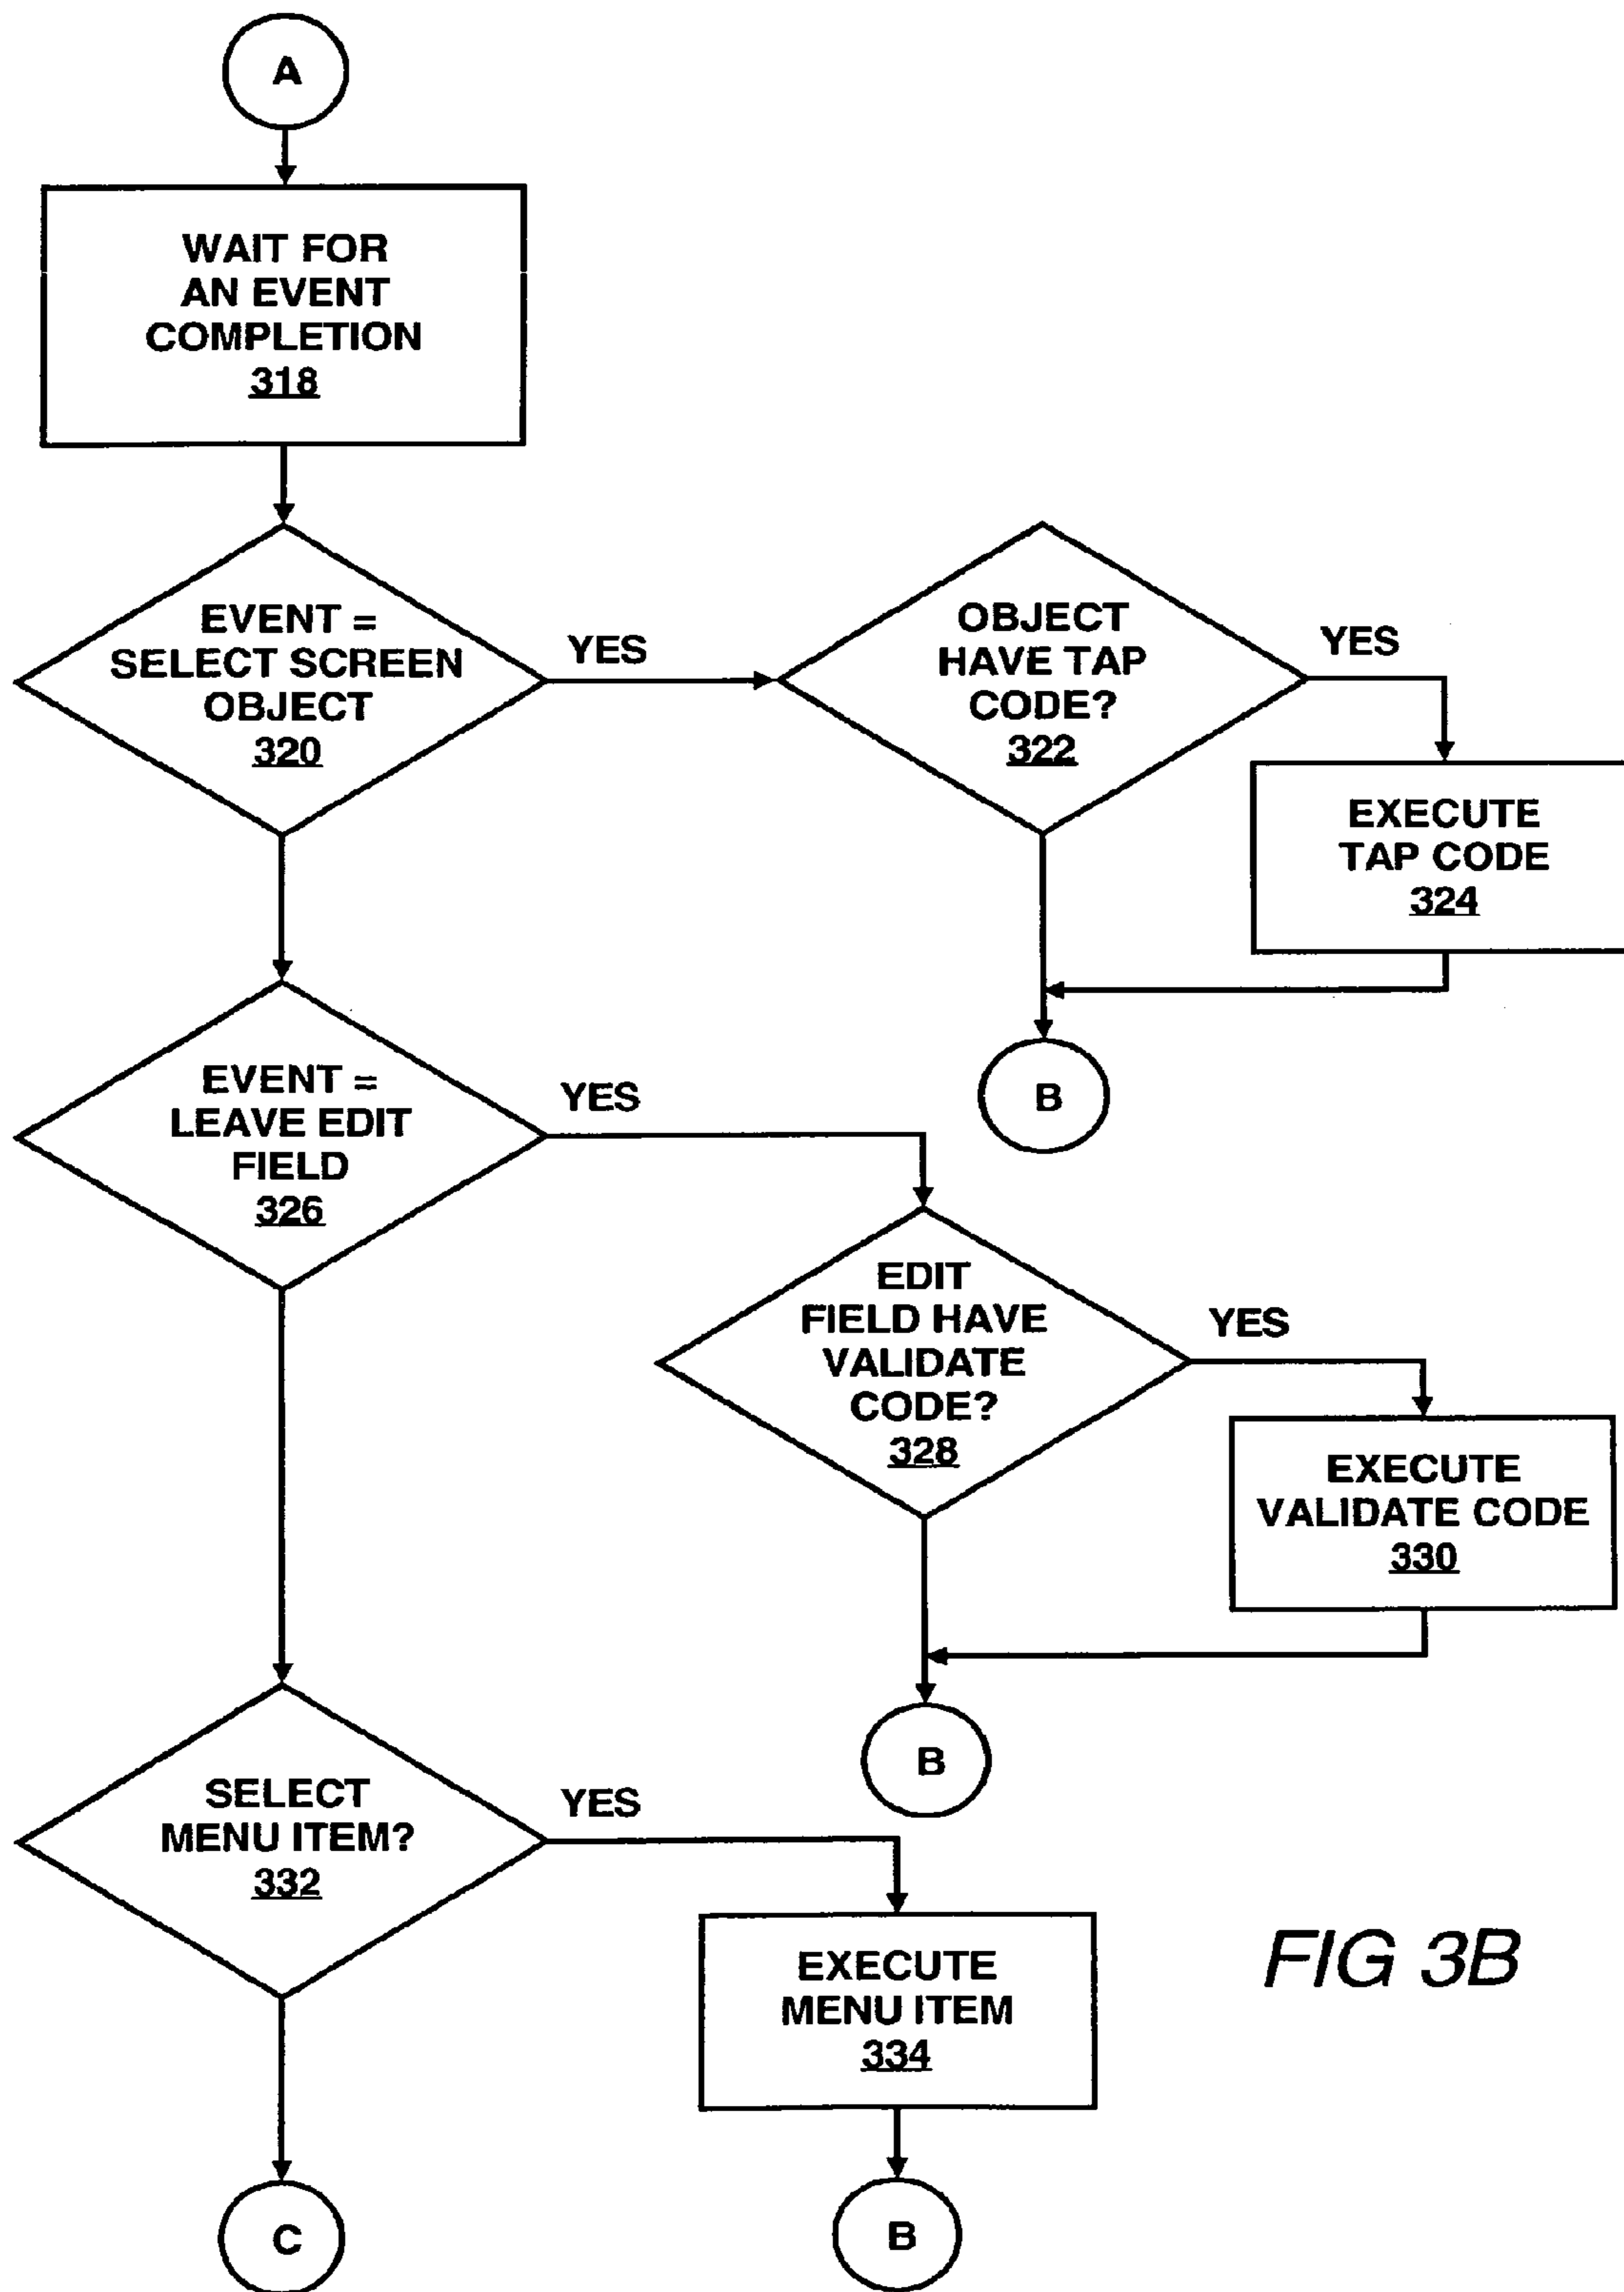 A
WAIT FOR
AN EVENT
COMPLETION
318
EVENT =
SELECT SCREEN
OBJECT
320
YES
OBJECT
HAVE TAP
CODE?
322
YES
EXECUTE
TAP CODE
324
B
EVENT =
LEAVE EDIT
FIELD
326
YES
EDIT
FIELD HAVE
VALIDATE
CODE?
328
YES
EXECUTE
VALIDATE CODE
330
B
SELECT
MENU ITEM?
332
YES
EXECUTE
MENU ITEM
334
B
C
FIG 3B